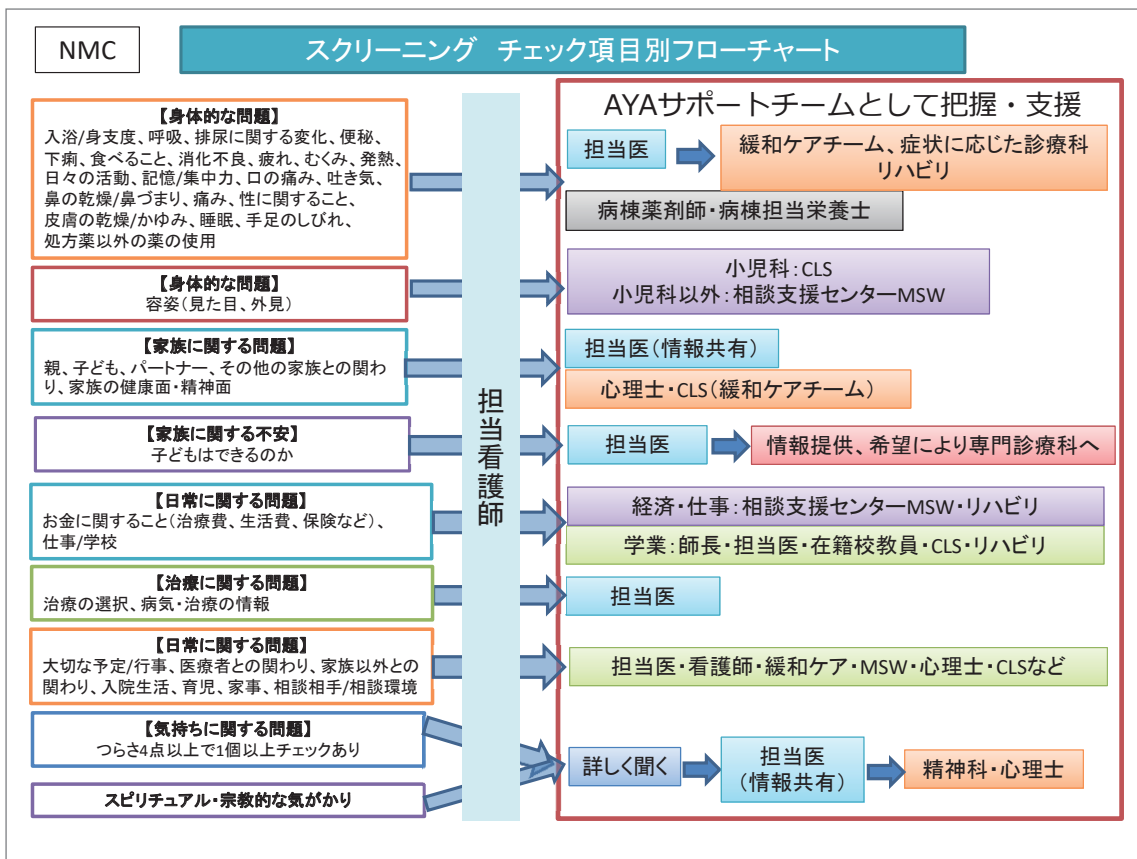 NMC
スクリーニング　チェック項目別フローチャート
【身体的な問題】
入浴/身支度、呼吸、排尿に関する変化、便秘、
下痢、食べること、消化不良、疲れ、むくみ、発熱、
日々の活動、記憶/集中力、口の痛み、吐き気、
鼻の乾燥/鼻づまり、痛み、性に関すること、
皮膚の乾燥/かゆみ、睡眠、手足のしびれ、
処方薬以外の薬の使用
【身体的な問題】
容姿(見た目、外見)
【家族に関する問題】
親、子ども、パートナー、その他の家族との関わ
り、家族の健康面・精神面
【家族に関する不安】
子どもはできるのか
【日常に関する問題】
お金に関すること(治療費、生活費、保険など)、
仕事/学校
【治療に関する問題】
治療の選択、病気・治療の情報
【日常に関する問題】
大切な予定/行事、医療者との関わり、家族以外との
関わり、入院生活、育児、家事、相談相手/相談環境
【気持ちに関する問題】
つらさ4点以上で1個以上チェックあり
スピリチュアル・宗教的な気がかり
担当看護師
AYAサポートチームとして把握・支援
担当医
緩和ケアチーム、症状に応じた診療科
リハビリ
病棟薬剤師・病棟担当栄養士
小児科：CLS
小児科以外：相談支援センターMSW
担当医(情報共有)
心理士・CLS(緩和ケアチーム)
担当医
情報提供、希望により専門診療科へ
経済・仕事：相談支援センターMSW・リハビリ
学業：師長・担当医・在籍校教員・CLS・リハビリ
担当医
担当医・看護師・緩和ケア・MSW・心理士・CLSなど
詳しく聞く
担当医
(情報共有)
精神科・心理士